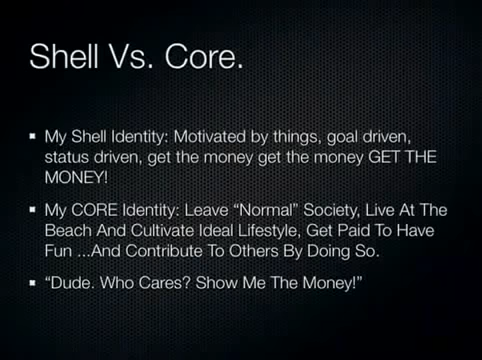 Shell Vs. Core.
My Shell Identity: Motivated by things, goal driven,
status driven, get the money get the money GET THE
MONEY!
My CORE Identity: Leave “Normal” Society, Live At The
Beach And Cultivate Ideal Lifestyle, Get Paid To Have
Fun ...And Contribute To Others By Doing So.
“Dude. Who Cares? Show Me The Money!”